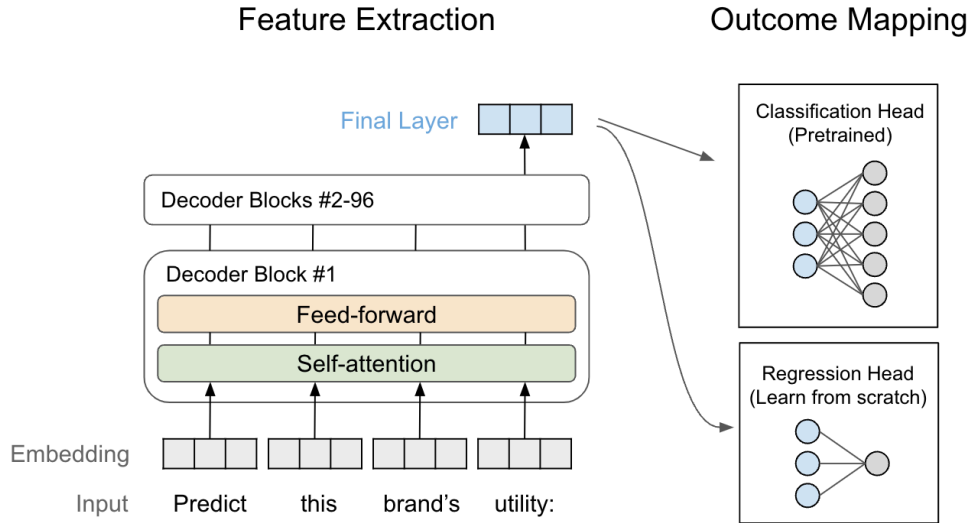 Feature Extraction
Outcome Mapping
Final Layer
Classification Head
(Pretrained)
Decoder Blocks #2-96
Decoder Block #1
Feed-forward
Self-attention
Regression Head
(Learn from scratch)
Embedding
Input
Predict
this
brand’s
utility: